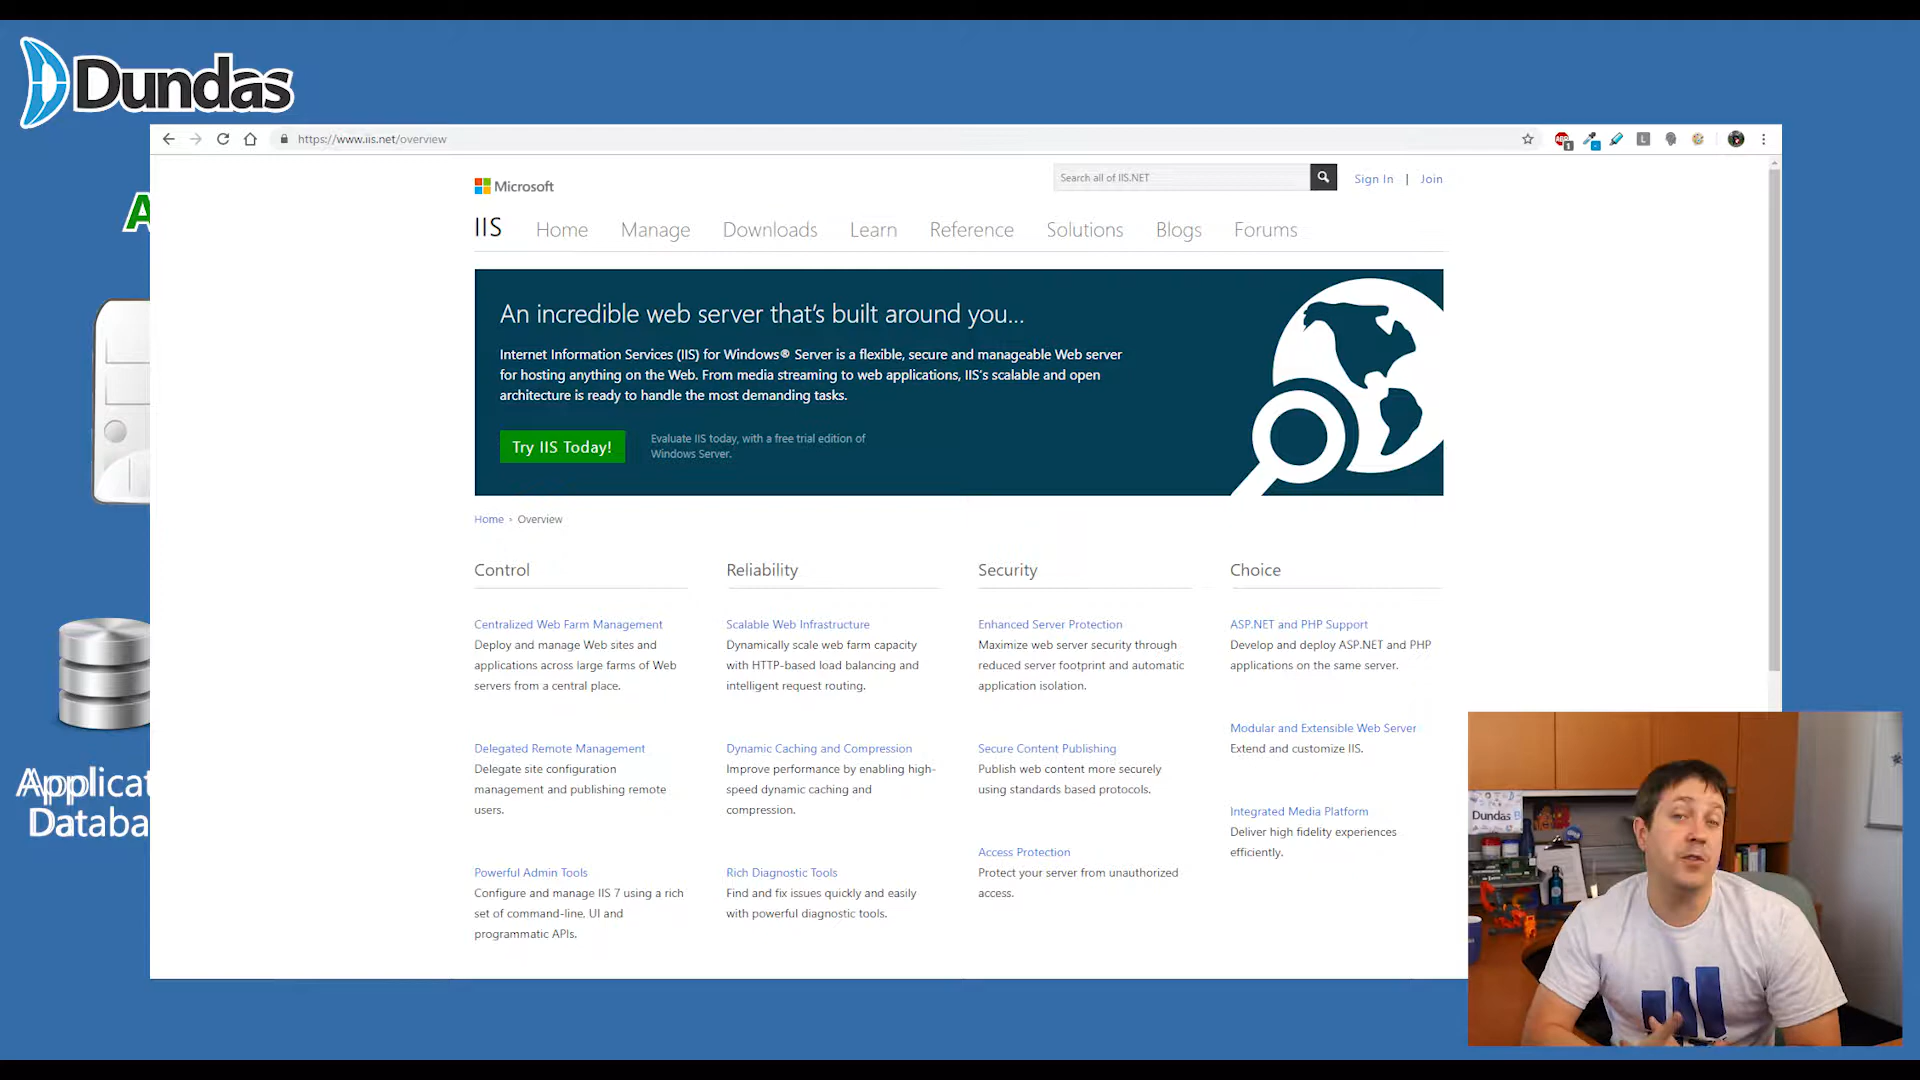 Dundas
https://www.iis.net/overview
Microsoft
Search all of IIS.NET
Sign In | Join
IIS Home Manage Downloads Learn Reference Solutions Blogs Forums
An incredible web server that's built around you...
Internet Information Services (IIS) for Windows® Server is a flexible, secure and manageable Web server
for hosting anything on the Web. From media streaming to web applications, IIS's scalable and open
architecture is ready to handle the most demanding tasks.
Try IIS Today!
Evaluate IIS today, with a free trial edition of
Windows Server.
Home › Overview
Control
Centralized Web Farm Management
Deploy and manage Web sites and
applications across large farms of Web
servers from a central place.
Delegated Remote Management
Delegate site configuration
management and publishing remote
users.
Powerful Admin Tools
Configure and manage IIS 7 using a rich
set of command-line, UI and
programmatic APIs.
Reliability
Scalable Web Infrastructure
Dynamically scale web farm capacity
with HTTP-based load balancing and
intelligent request routing.
Dynamic Caching and Compression
Improve performance by enabling high-
speed dynamic caching and
compression.
Rich Diagnostic Tools
Find and fix issues quickly and easily
with powerful diagnostic tools.
Security
Enhanced Server Protection
Maximize web server security through
reduced server footprint and automatic
application isolation.
Secure Content Publishing
Publish web content more securely
using standards based protocols.
Access Protection
Protect your server from unauthorized
access.
Choice
ASP.NET and PHP Support
Develop and deploy ASP.NET and PHP
applications on the same server.
Modular and Extensible Web Server
Extend and customize IIS.
Integrated Media Platform
Deliver high fidelity experiences
efficiently.
A
Applicat
Databa
Dundas B